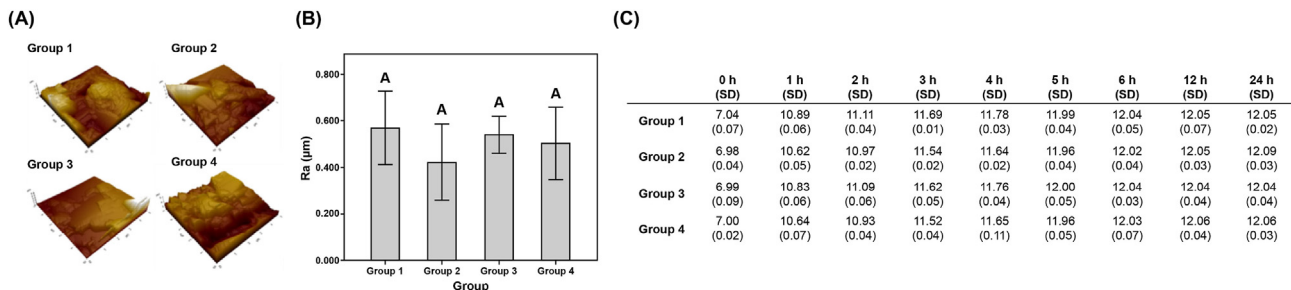 (A)
Group 1
Group 2
Group 3
Group 4
(B)
Ra (µm)
0.800
0.600
0.400
0.200
0.000
A
A
A
A
Group 1 Group 2 Group 3 Group 4
Group
(C)
0 h 1 h 2 h 3 h 4 h 5 h 6 h 12 h 24 h
(SD) (SD) (SD) (SD) (SD) (SD) (SD) (SD) (SD)
Group 1 7.04 10.89 11.11 11.69 11.78 11.99 12.04 12.05 12.05
(0.07) (0.06) (0.04) (0.01) (0.03) (0.04) (0.05) (0.07) (0.02)
Group 2 6.98 10.62 10.97 11.54 11.64 11.96 12.02 12.05 12.09
(0.04) (0.05) (0.02) (0.02) (0.02) (0.04) (0.04) (0.03) (0.03)
Group 3 6.99 10.83 11.09 11.62 11.76 12.00 12.04 12.04 12.04
(0.09) (0.06) (0.06) (0.05) (0.04) (0.05) (0.03) (0.04) (0.04)
Group 4 7.00 10.64 10.93 11.52 11.65 11.96 12.03 12.06 12.06
(0.02) (0.07) (0.04) (0.04) (0.11) (0.05) (0.07) (0.04) (0.03)